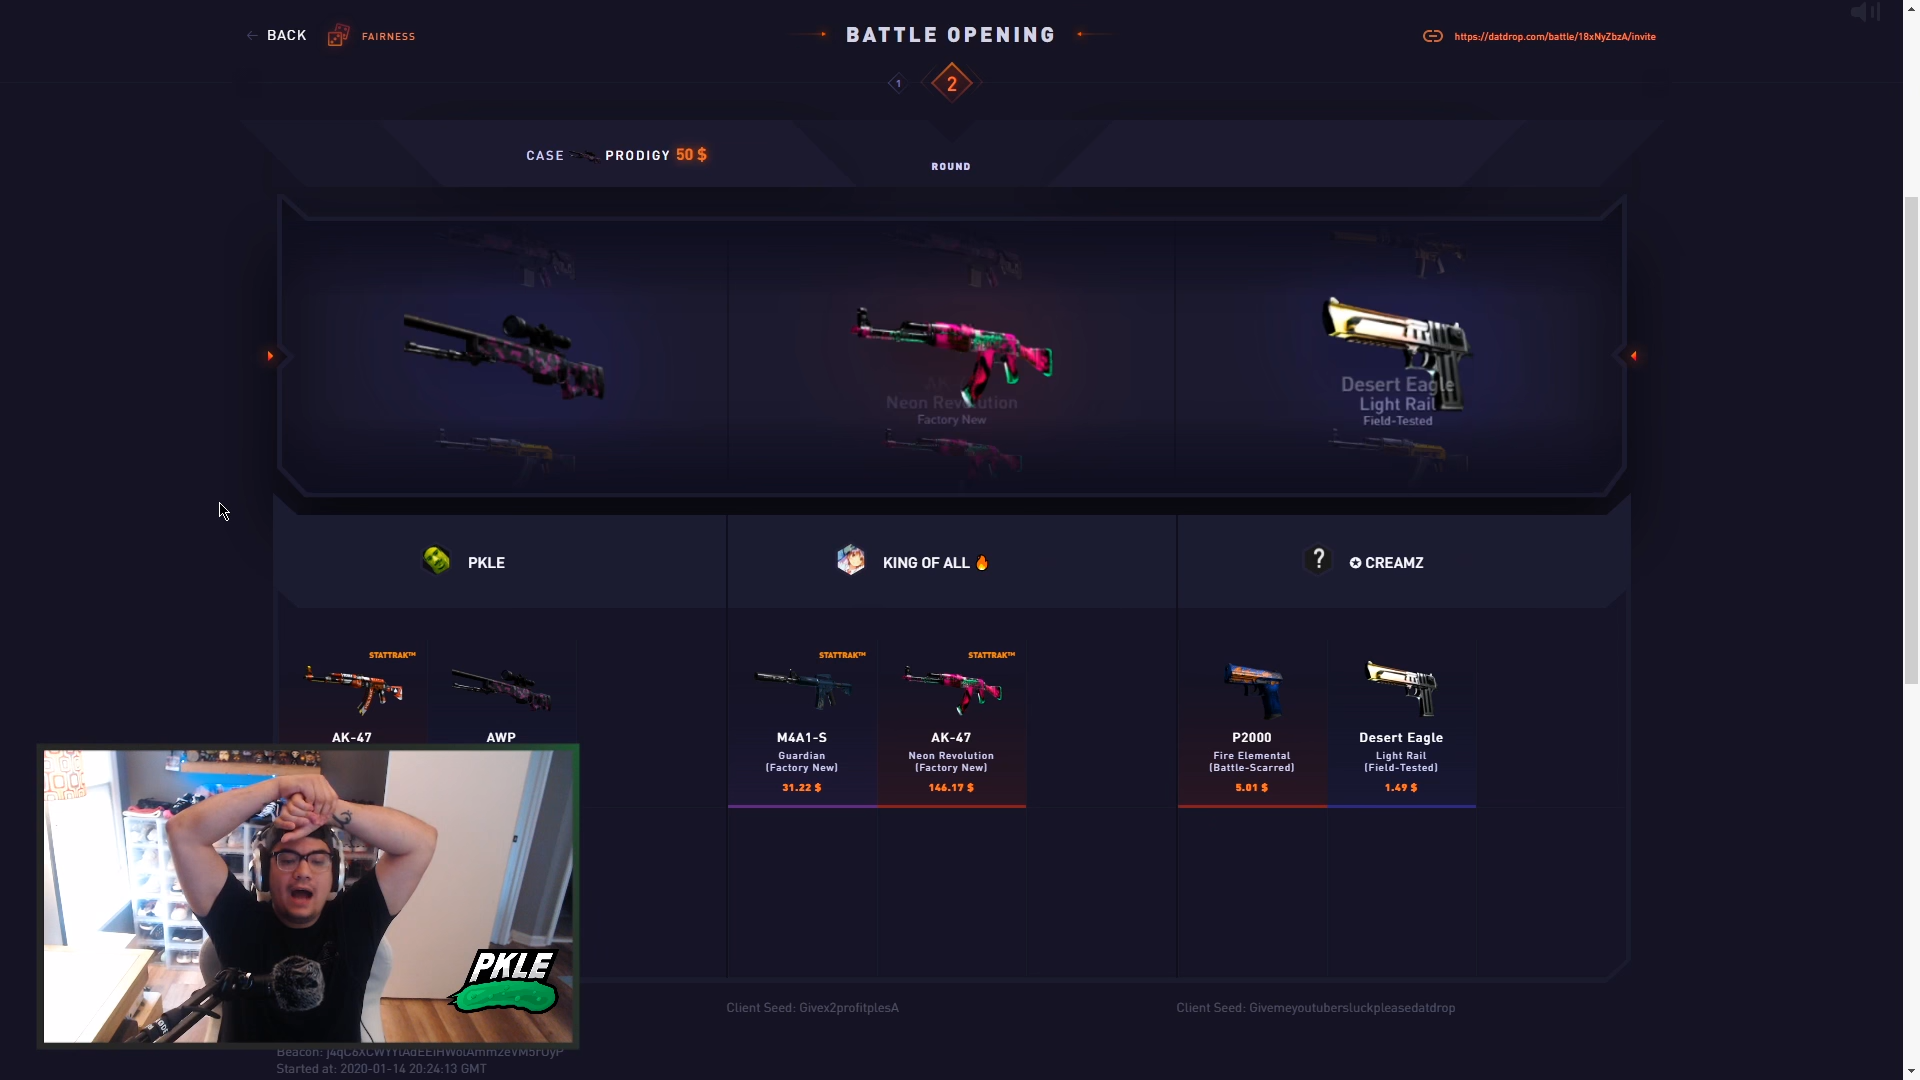 BACK
FAIRNESS
BATTLE OPENING
https://datdrop.com/battle/18xNyZbzA/invite
1
2
CASE PRODIGY 50 $
ROUND
Neon Revolution
Factory New
Desert Eagle
Light Rail
Field-Tested
PKLE
KING OF ALL
CREAMZ
STATTRAK™
AK-47
AWP
STATTRAK™
M4A1-S
Guardian
(Factory New)
31.22 $
STATTRAK™
AK-47
Neon Revolution
(Factory New)
146.17 $
P2000
Fire Elemental
(Battle-Scarred)
5.01 $
Desert Eagle
Light Rail
(Field-Tested)
1.49 $
PKLE
Client Seed: Givex2profitplesA
Client Seed: Givemeyoutubersluckpleasedatdrop
Beacon:
Started at: 2020-01-14 20:24:13 GMT